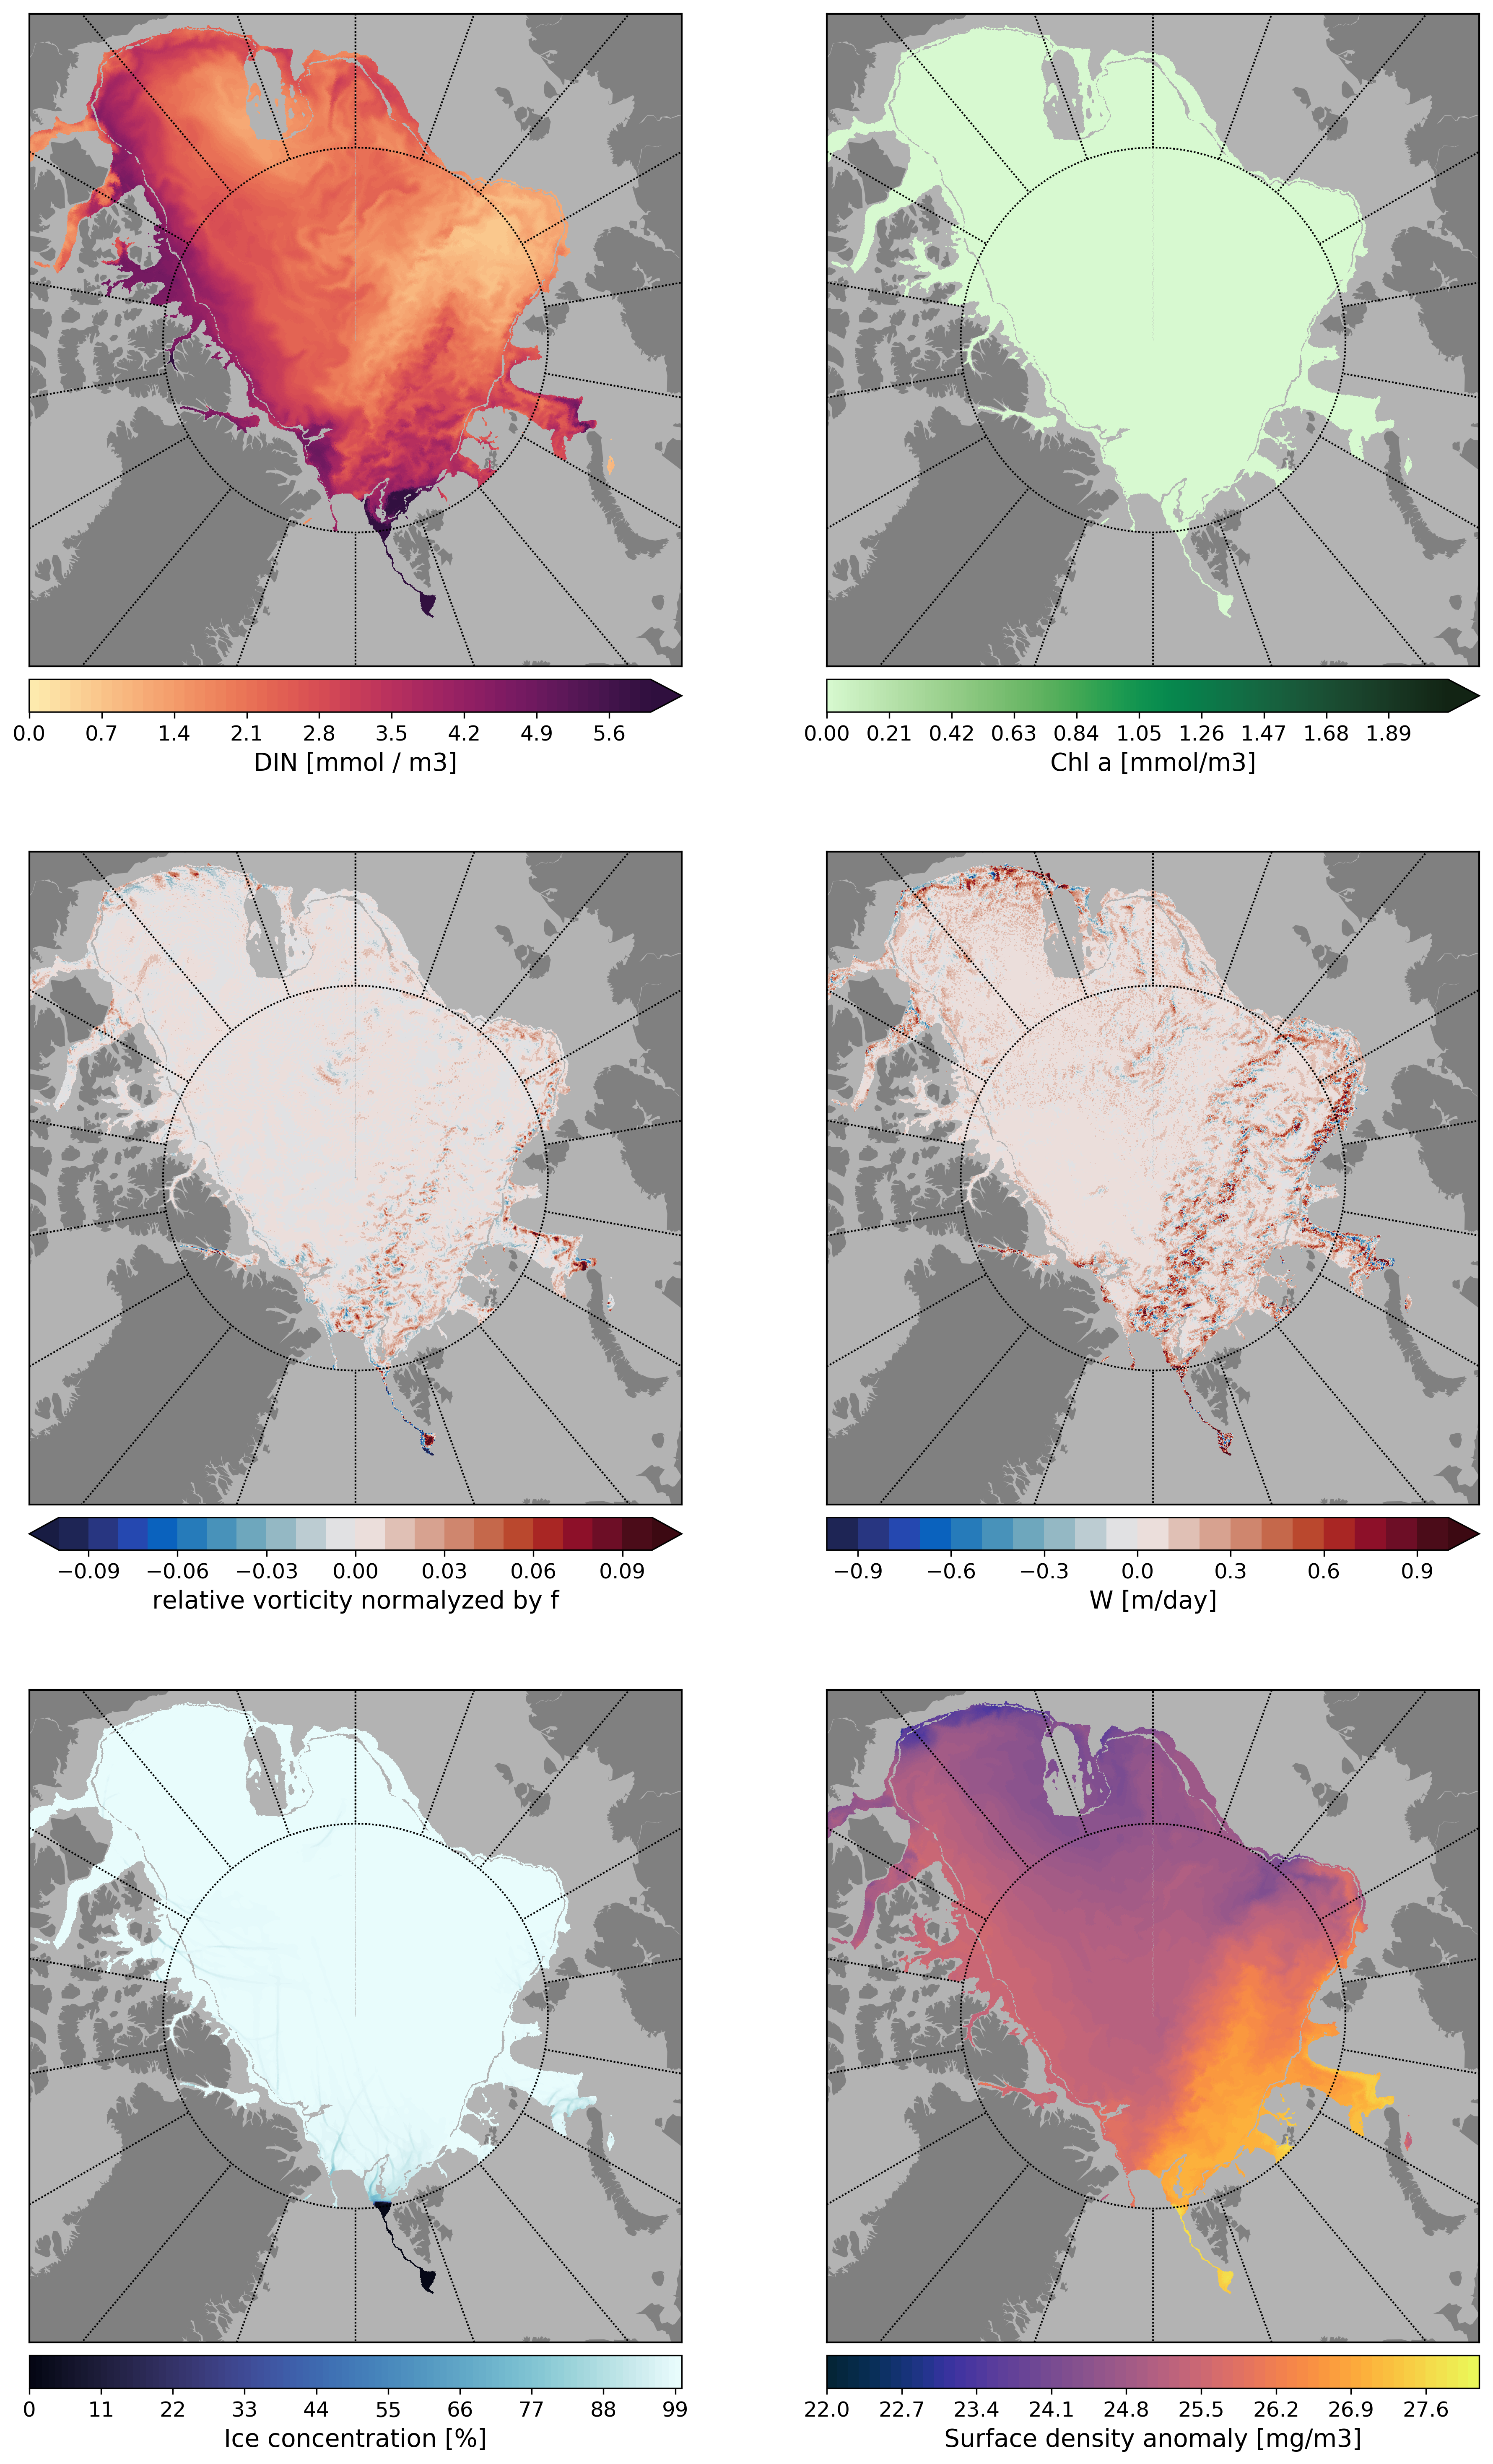 0.0 0.7 1.4 2.1 2.8 3.5 4.2 4.9 5.6
DIN [mmol / m3]
0.00 0.21 0.42 0.63 0.84 1.05 1.26 1.47 1.68 1.89
Chl a [mmol/m3]
−0.09 −0.06 −0.03 0.00 0.03 0.06 0.09
relative vorticity normalyzed by f
−0.9 −0.6 −0.3 0.0 0.3 0.6 0.9
W [m/day]
0 11 22 33 44 55 66 77 88 99
Ice concentration [%]
22.0 22.7 23.4 24.1 24.8 25.5 26.2 26.9 27.6
Surface density anomaly [mg/m3]